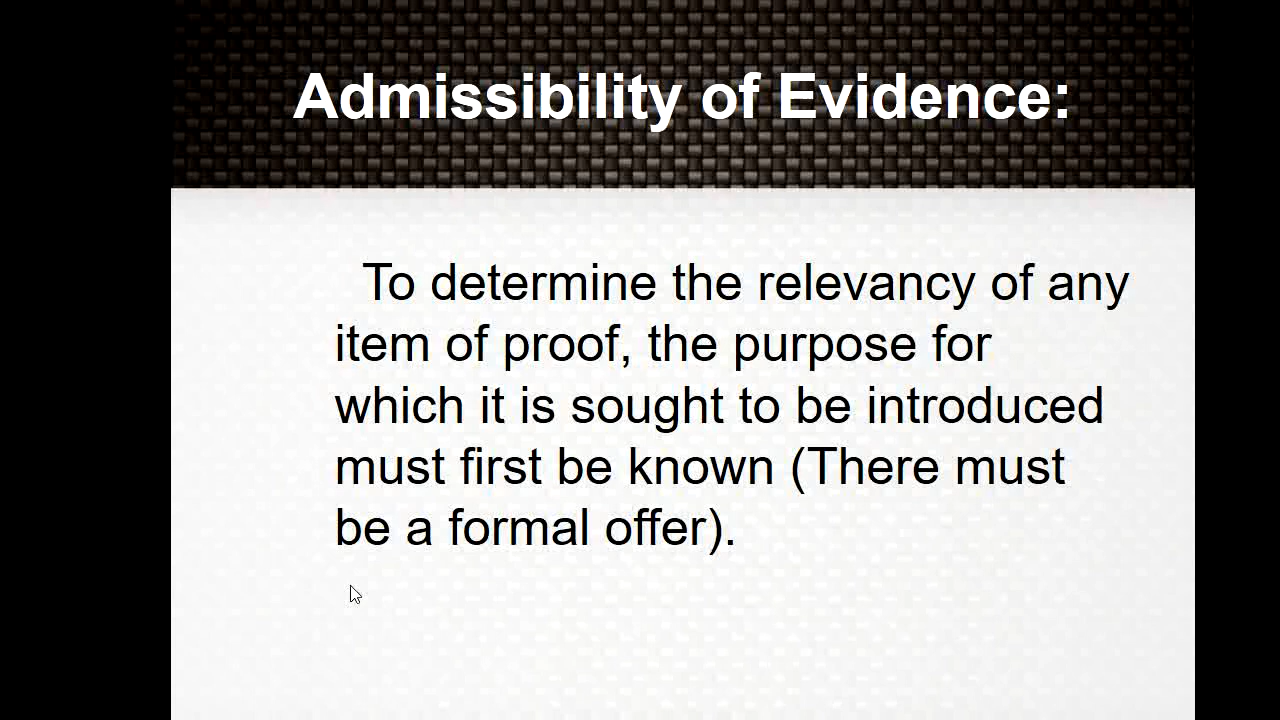 Admissibility of Evidence:
To determine the relevancy of any
item of proof, the purpose for
which it is sought to be introduced
must first be known (There must
be a formal offer).